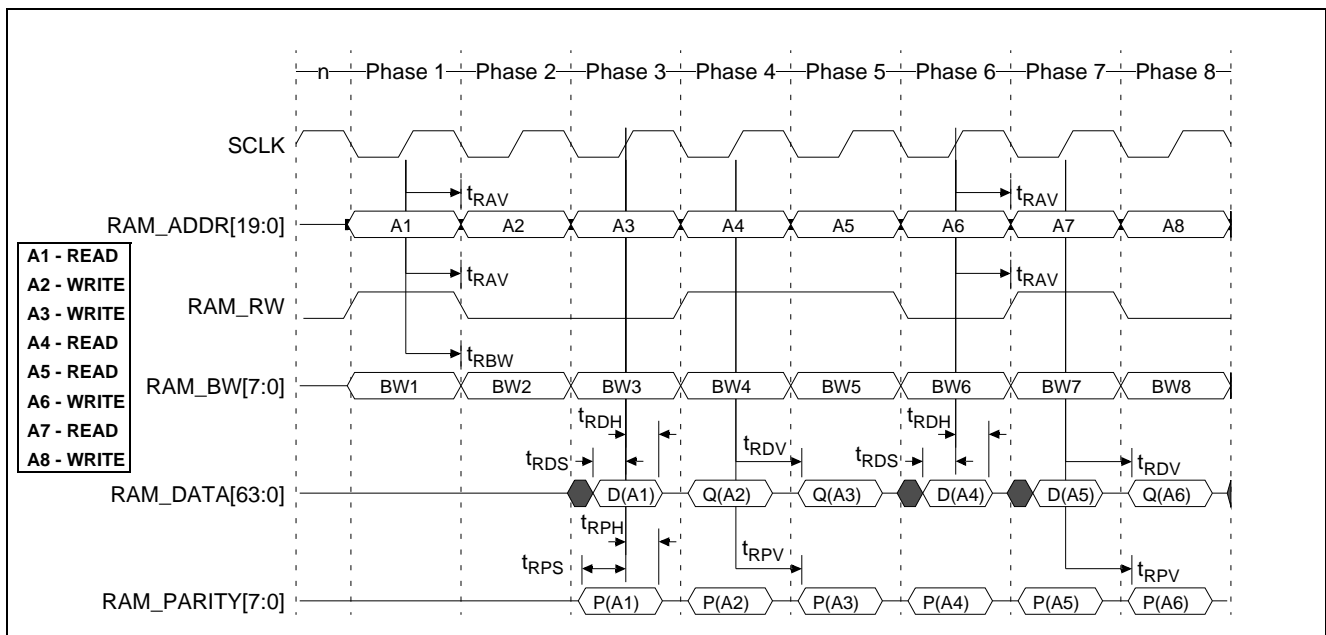 n Phase 1 Phase 2 Phase 3 Phase 4 Phase 5 Phase 6 Phase 7 Phase 8
SCLK
tRAV tRAV
RAM_ADDR[19:0] A1 A2 A3 A4 A5 A6 A7 A8
A1 - READ
A2 - WRITE
A3 - WRITE
A4 - READ
A5 - READ
A6 - WRITE
A7 - READ
A8 - WRITE
tRAV tRAV
RAM_RW
tRBW
RAM_BW[7:0] BW1 BW2 BW3 BW4 BW5 BW6 BW7 BW8
tRDH tRDH
tRDS tRDV tRDS tRDV
RAM_DATA[63:0] D(A1) Q(A2) Q(A3) D(A4) D(A5) Q(A6)
tRPH
tRPS tRPV tRPV
RAM_PARITY[7:0] P(A1) P(A2) P(A3) P(A4) P(A5) P(A6)